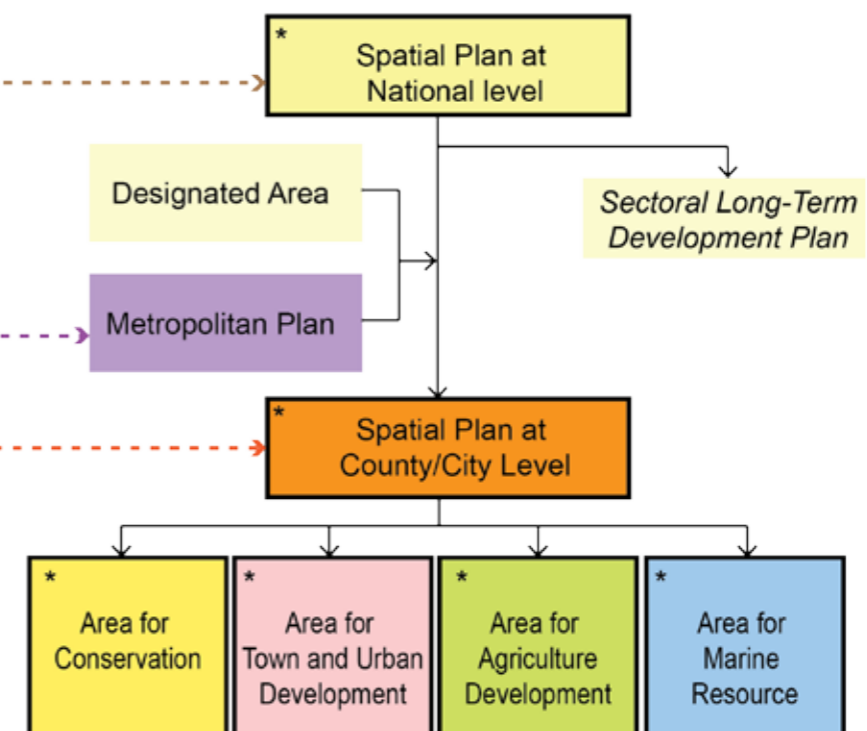 *
Spatial Plan at
National level
Designated Area
Sectoral Long-Term
Development Plan
Metropolitan Plan
*
Spatial Plan at
County/City Level
*
Area for
Conservation
*
Area for
Town and Urban
Development
*
Area for
Agriculture
Development
*
Area for
Marine
Resource